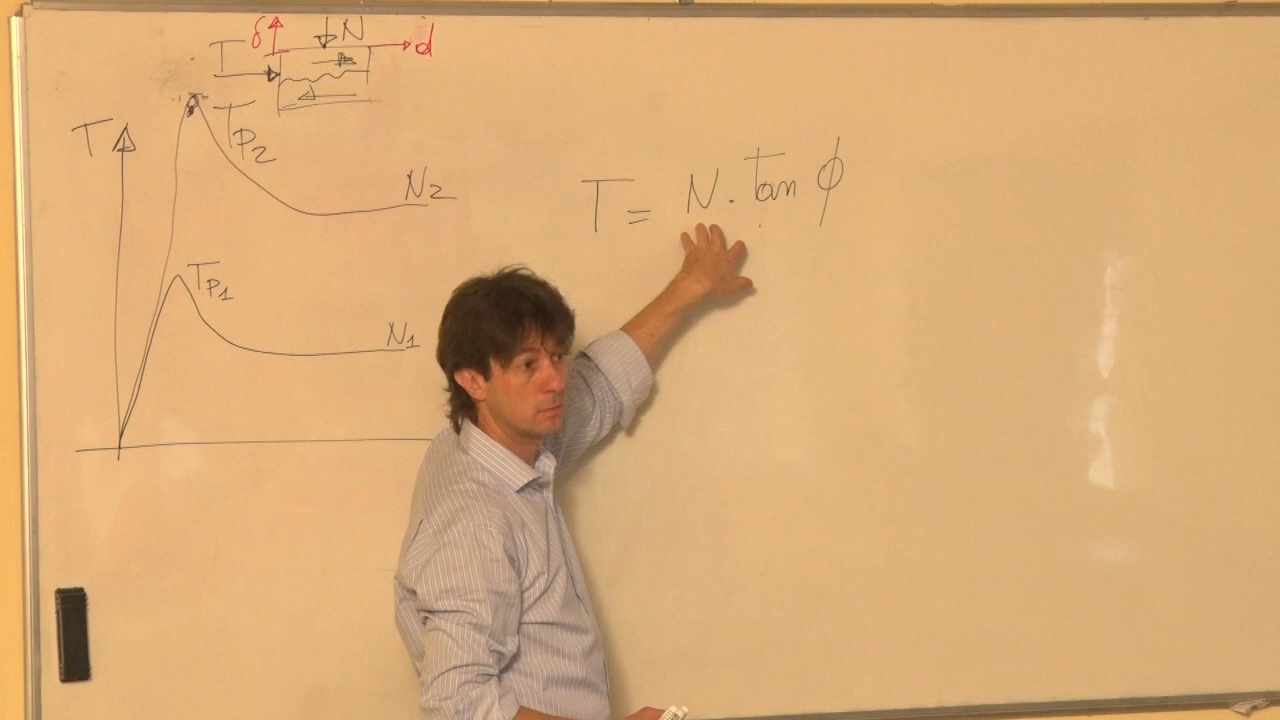 δ N
T d
T
Tp2
N2
Tp1
N1
T = N . tan ϕ